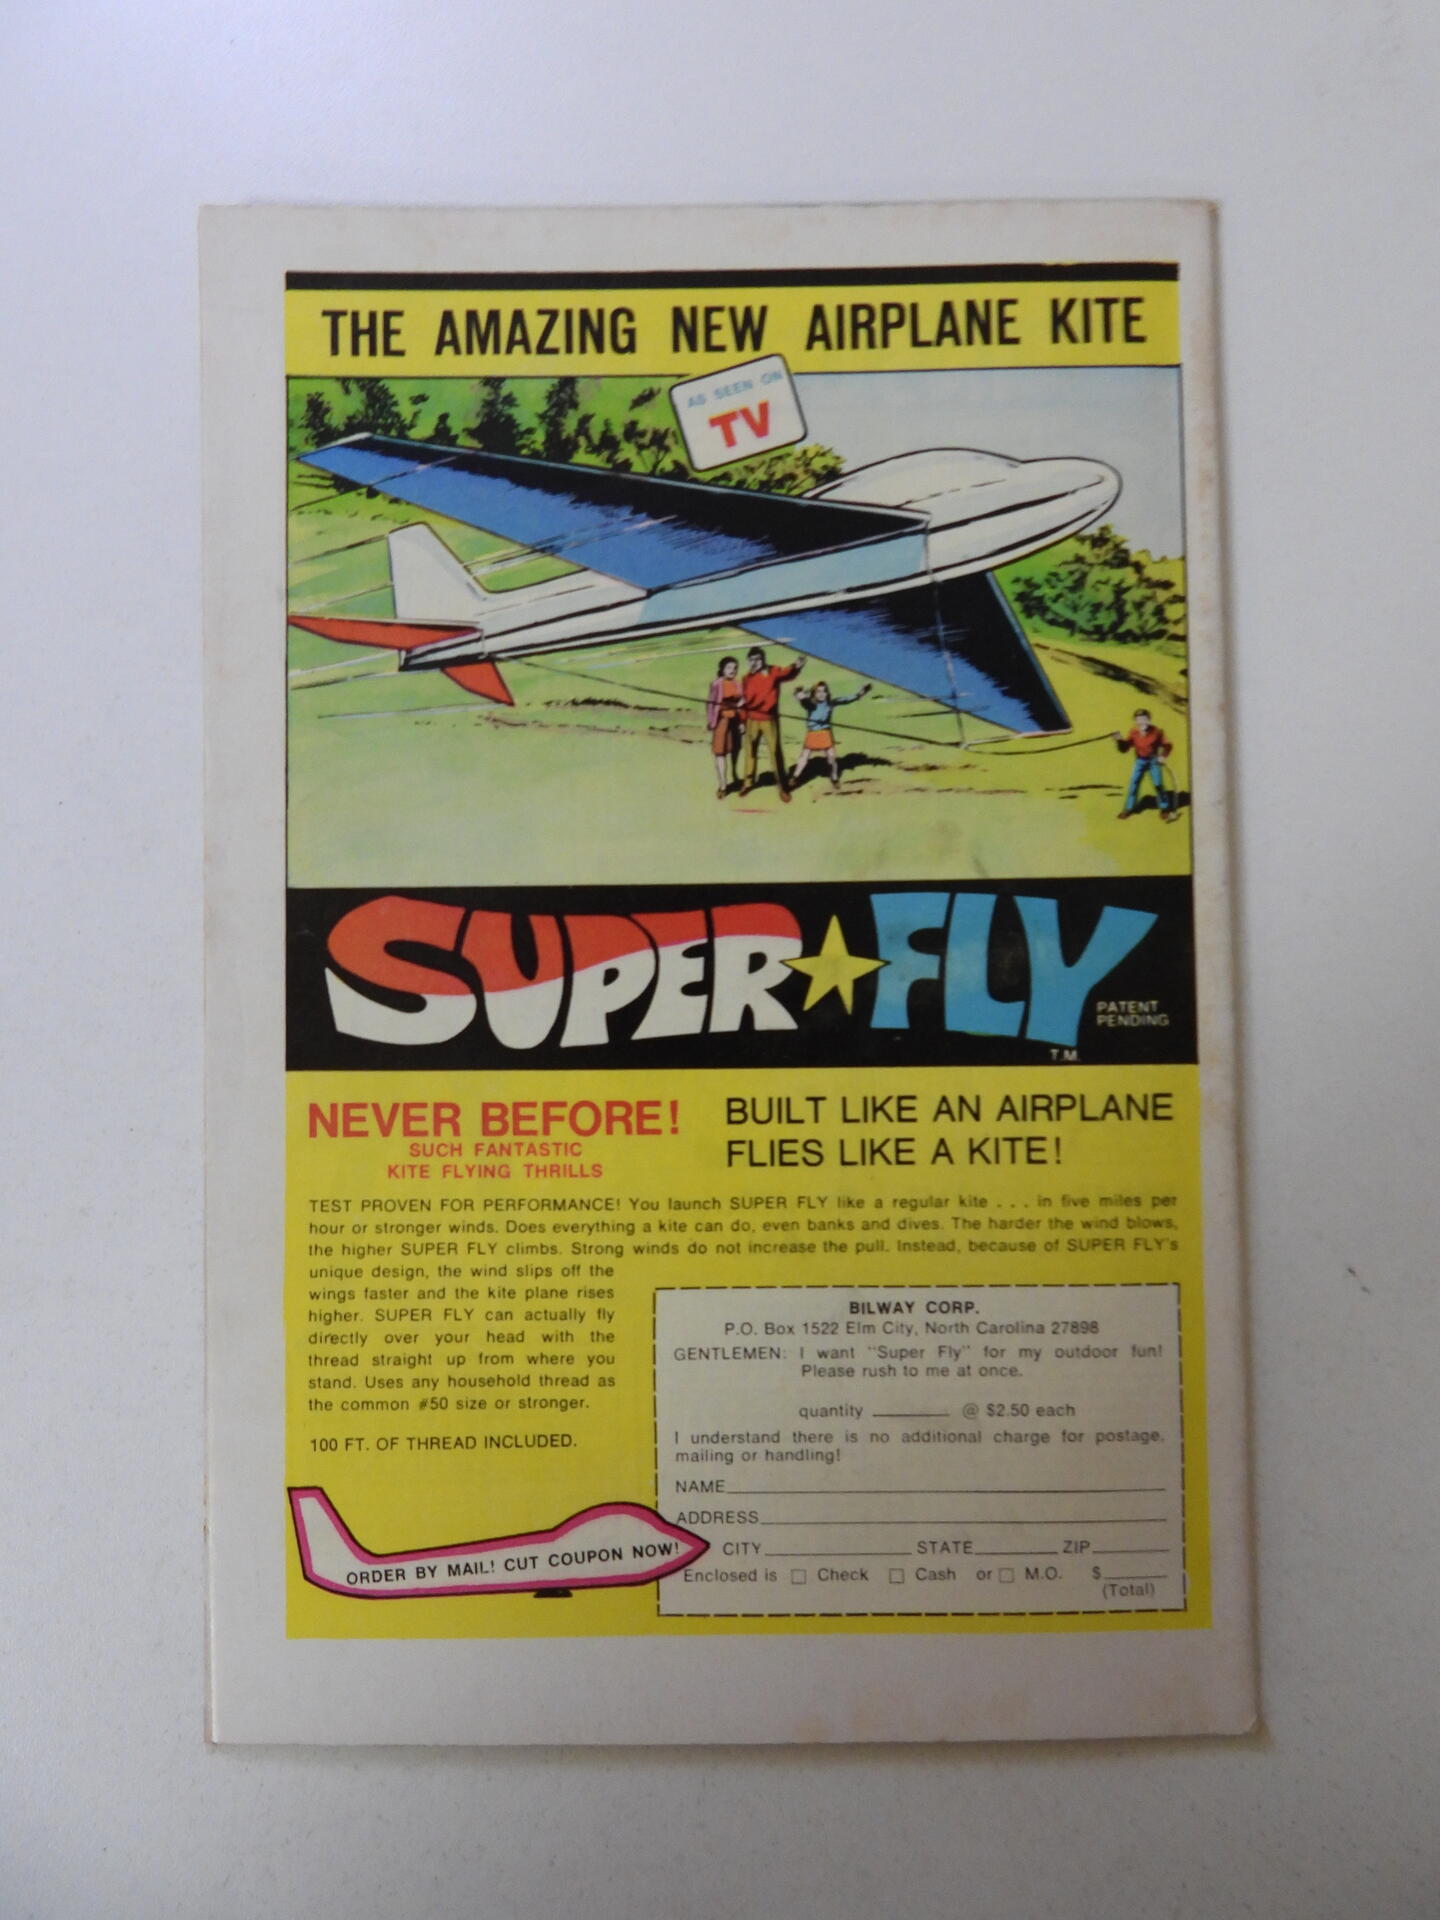 THE AMAZING NEW AIRPLANE KITE
AS SEEN ON
TV
SUPER FLY
PATENT
PENDING
T.M.
NEVER BEFORE!
SUCH FANTASTIC
KITE FLYING THRILLS
BUILT LIKE AN AIRPLANE
FLIES LIKE A KITE!
TEST PROVEN FOR PERFORMANCE! You launch SUPER FLY like a regular kite . . . in five miles per
hour or stronger winds. Does everything a kite can do, even banks and dives. The harder the wind blows,
the higher SUPER FLY climbs. Strong winds do not increase the pull. Instead, because of SUPER FLY's
unique design, the wind slips off the
wings faster and the kite plane rises
higher. SUPER FLY can actually fly
directly over your head with the
thread straight up from where you
stand. Uses any household thread as
the common #50 size or stronger.
100 FT. OF THREAD INCLUDED.
ORDER BY MAIL! CUT COUPON NOW!
BILWAY CORP.
P.O. Box 1522 Elm City, North Carolina 27898
GENTLEMEN: I want "Super Fly" for my outdoor fun!
Please rush to me at once.
quantity ________ @ $2.50 each
I understand there is no additional charge for postage,
mailing or handling!
NAME
ADDRESS
CITY STATE ZIP
Enclosed is □ Check □ Cash or □ M.O. $______
(Total)